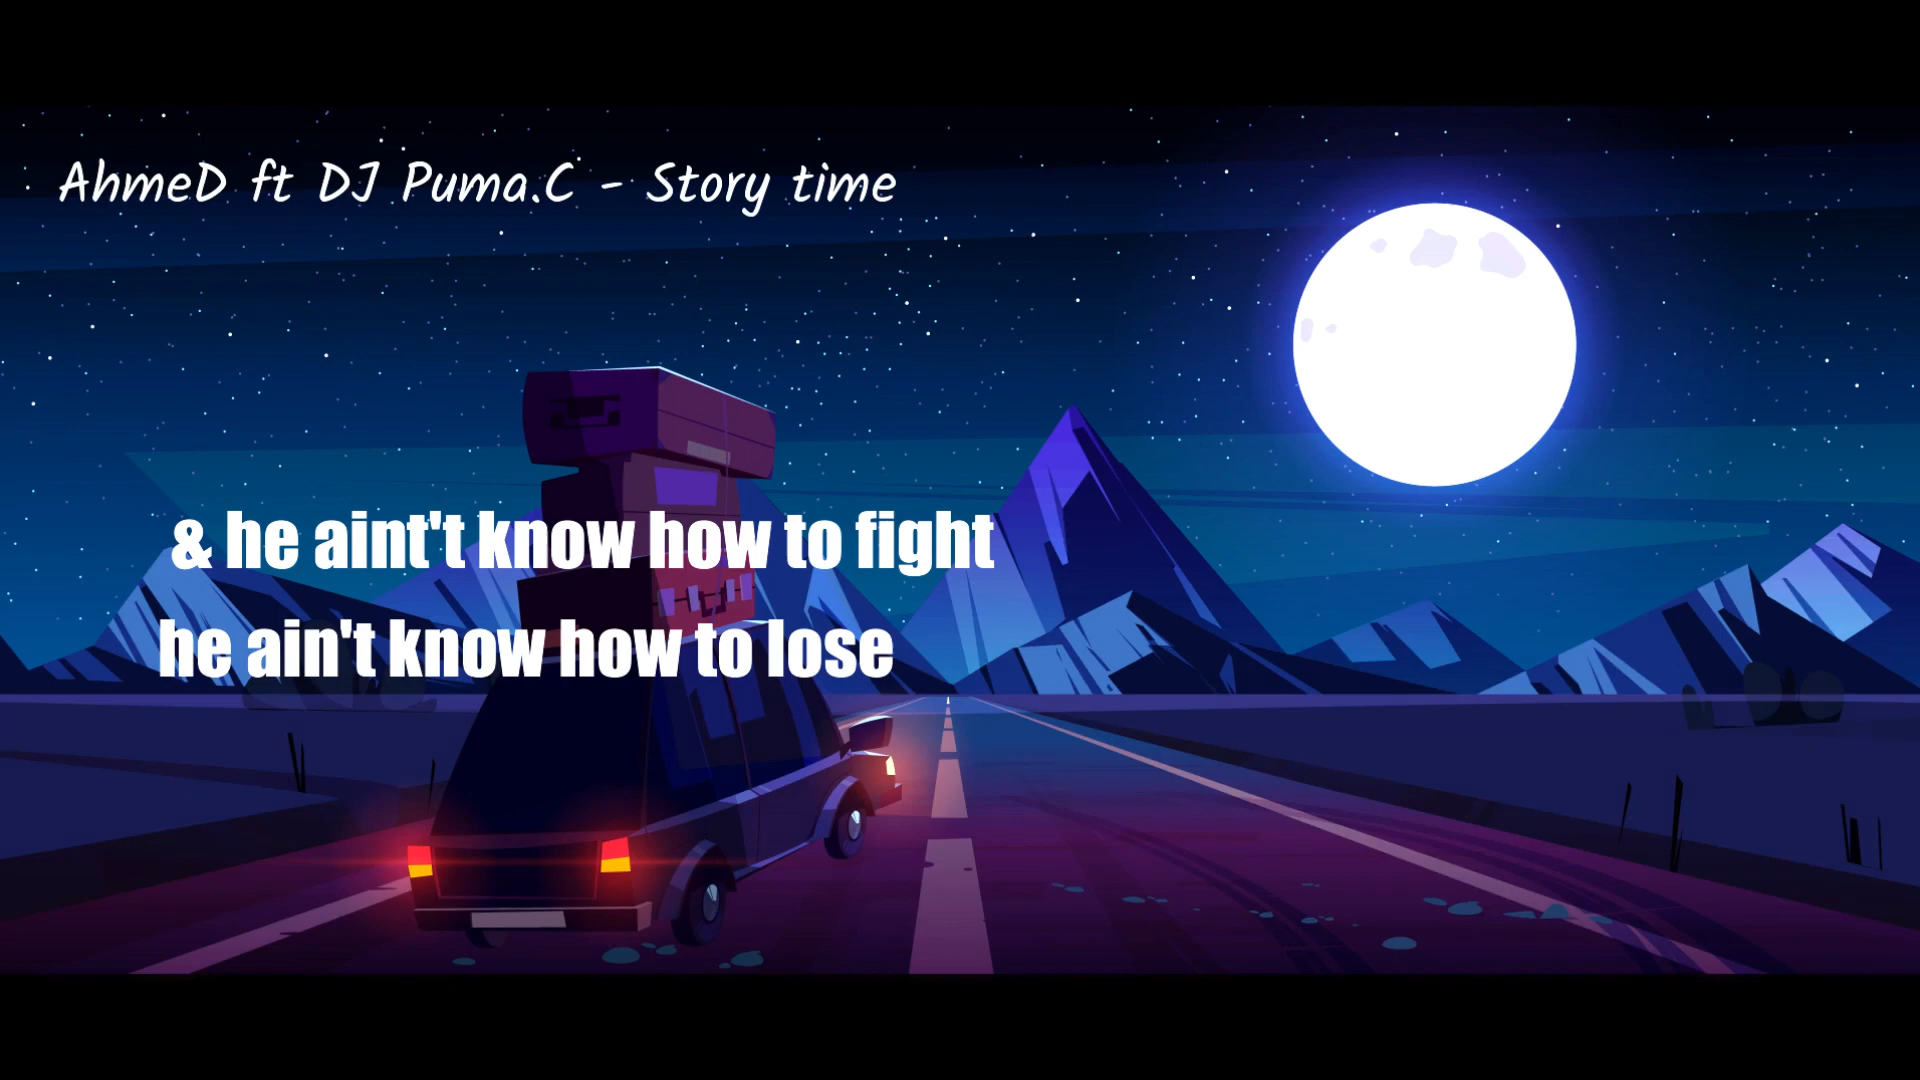 AhmeD ft DJ Puma.C - Story time
& he aint't know how to fight
he ain't know how to lose